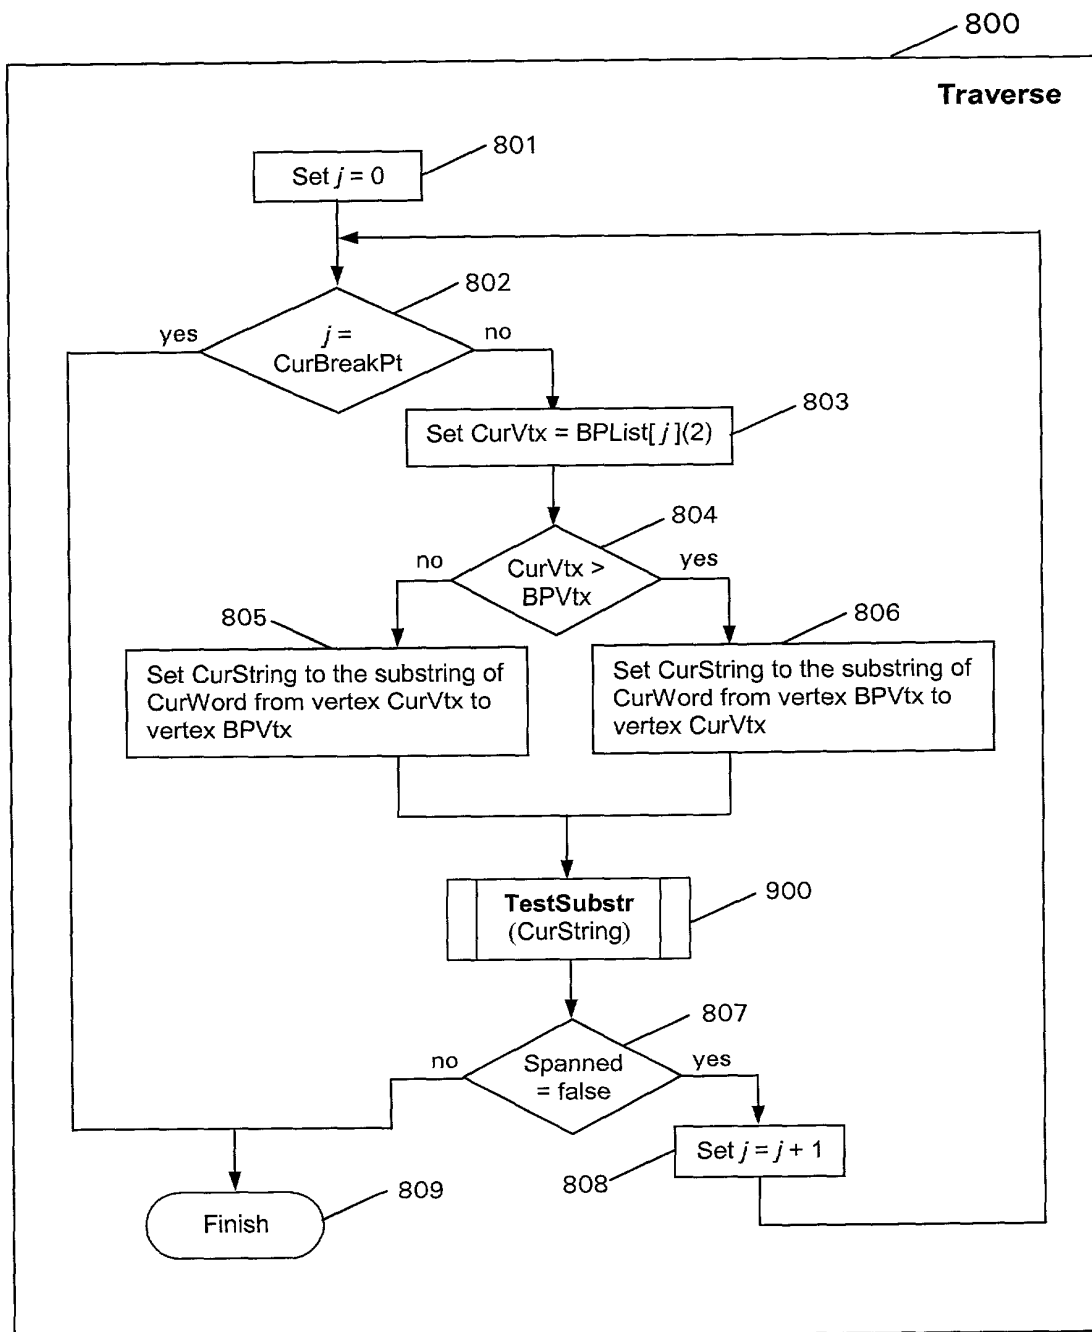 800
Traverse
801
Set j = 0
802
yes
j =
CurBreakPt
no
803
Set CurVtx = BPList[ j ](2)
804
no
CurVtx >
BPVtx
yes
805
806
Set CurString to the substring of
CurWord from vertex CurVtx to
vertex BPVtx
Set CurString to the substring of
CurWord from vertex BPVtx to
vertex CurVtx
900
TestSubstr
(CurString)
807
no
Spanned
= false
yes
Set j = j + 1
808
809
Finish